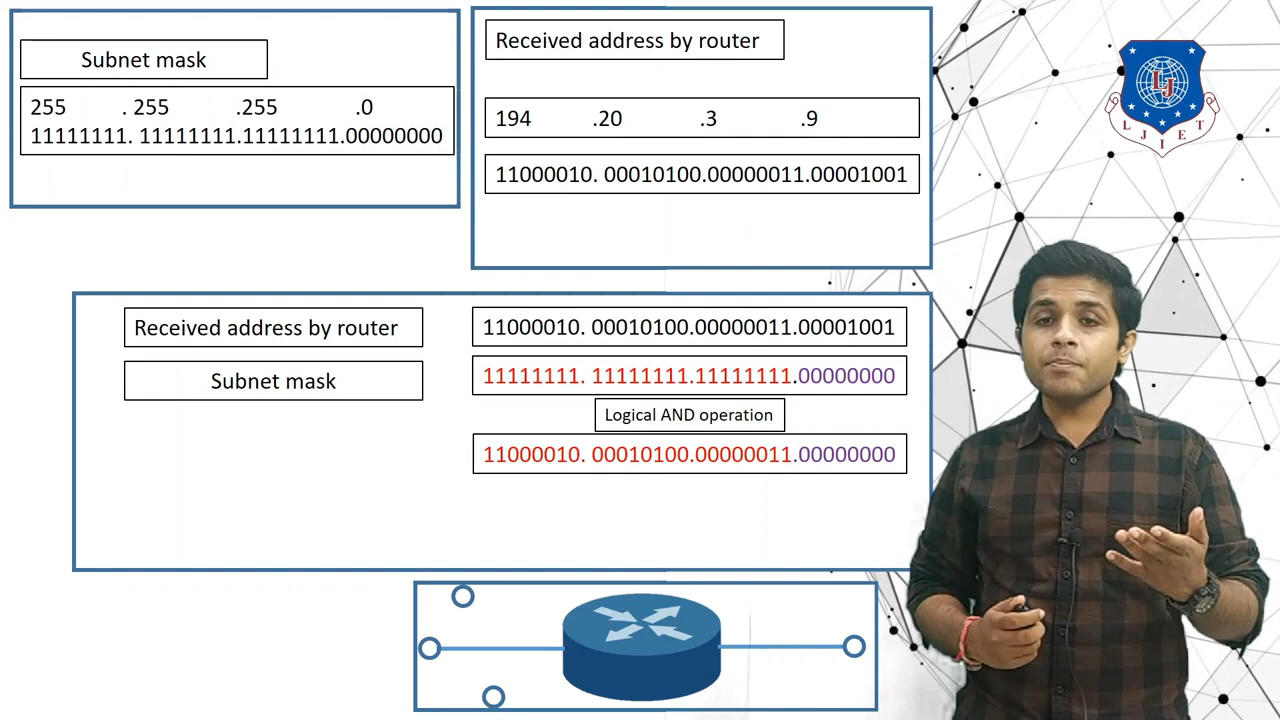 Subnet mask
255 . 255 .255 .0
11111111. 11111111.11111111.00000000
Received address by router
194 .20 .3 .9
11000010. 00010100.00000011.00001001
LJ
L J I E T
Received address by router
11000010. 00010100.00000011.00001001
Subnet mask
11111111. 11111111.11111111.00000000
Logical AND operation
11000010. 00010100.00000011.00000000